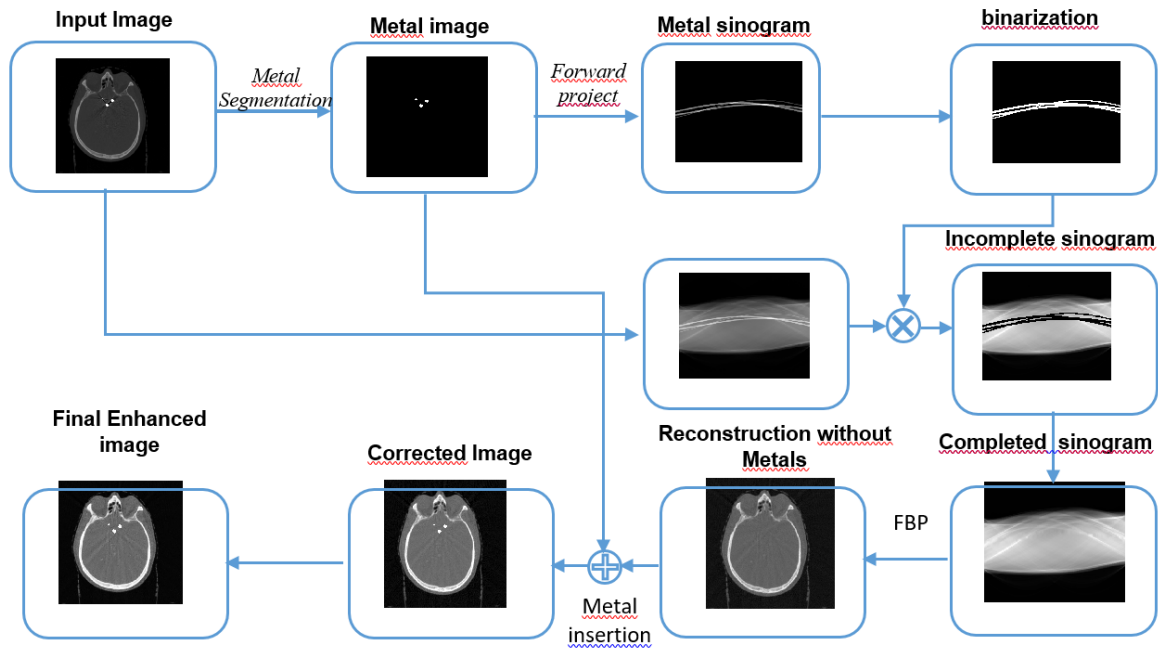 Input Image
Metal image
Metal sinogram
binarization
Metal
Segmentation
Forward
project
Incomplete sinogram
Final Enhanced
image
Corrected Image
Reconstruction without
Metals
Completed sinogram
FBP
Metal
insertion